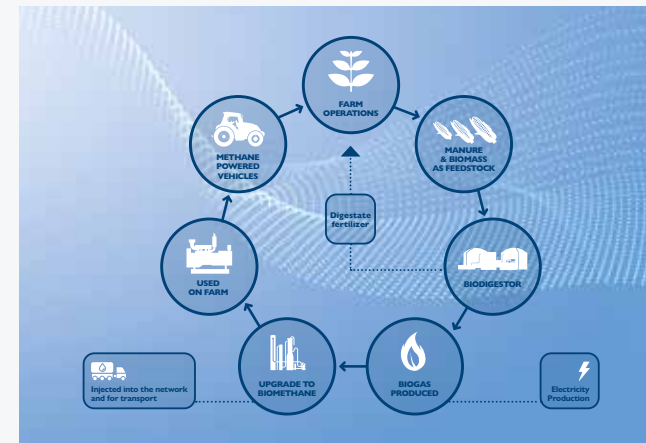 FARM
OPERATIONS
MANURE
& BIOMASS
AS FEEDSTOCK
BIODIGESTOR
BIOGAS
PRODUCED
Electricity
Production
UPGRADE TO
BIOMETHANE
Injected into the network
and for transport
USED
ON FARM
METHANE
POWERED
VEHICLES
Digestate
fertilizer